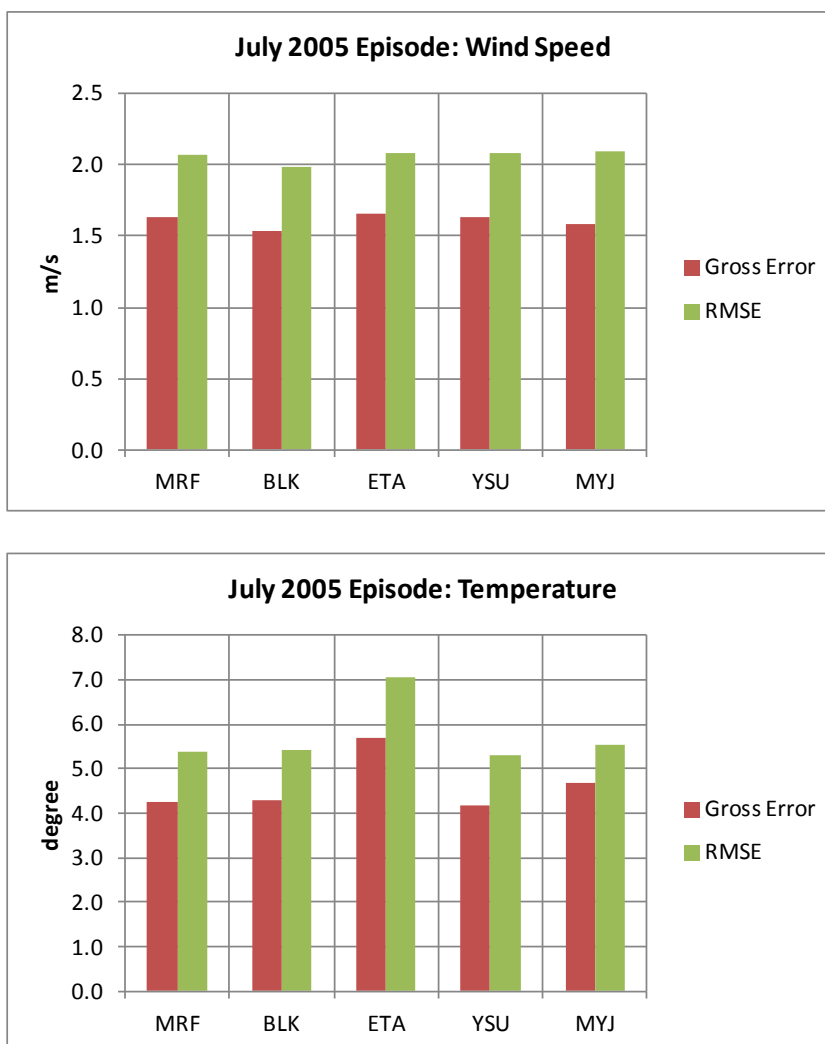 July 2005 Episode: Wind Speed
2.5
2.0
1.5
1.0
0.5
0.0
m/s
MRF BLK ETA YSU MYJ
Gross Error
RMSE
July 2005 Episode: Temperature
8.0
7.0
6.0
5.0
4.0
3.0
2.0
1.0
0.0
degree
MRF BLK ETA YSU MYJ
Gross Error
RMSE